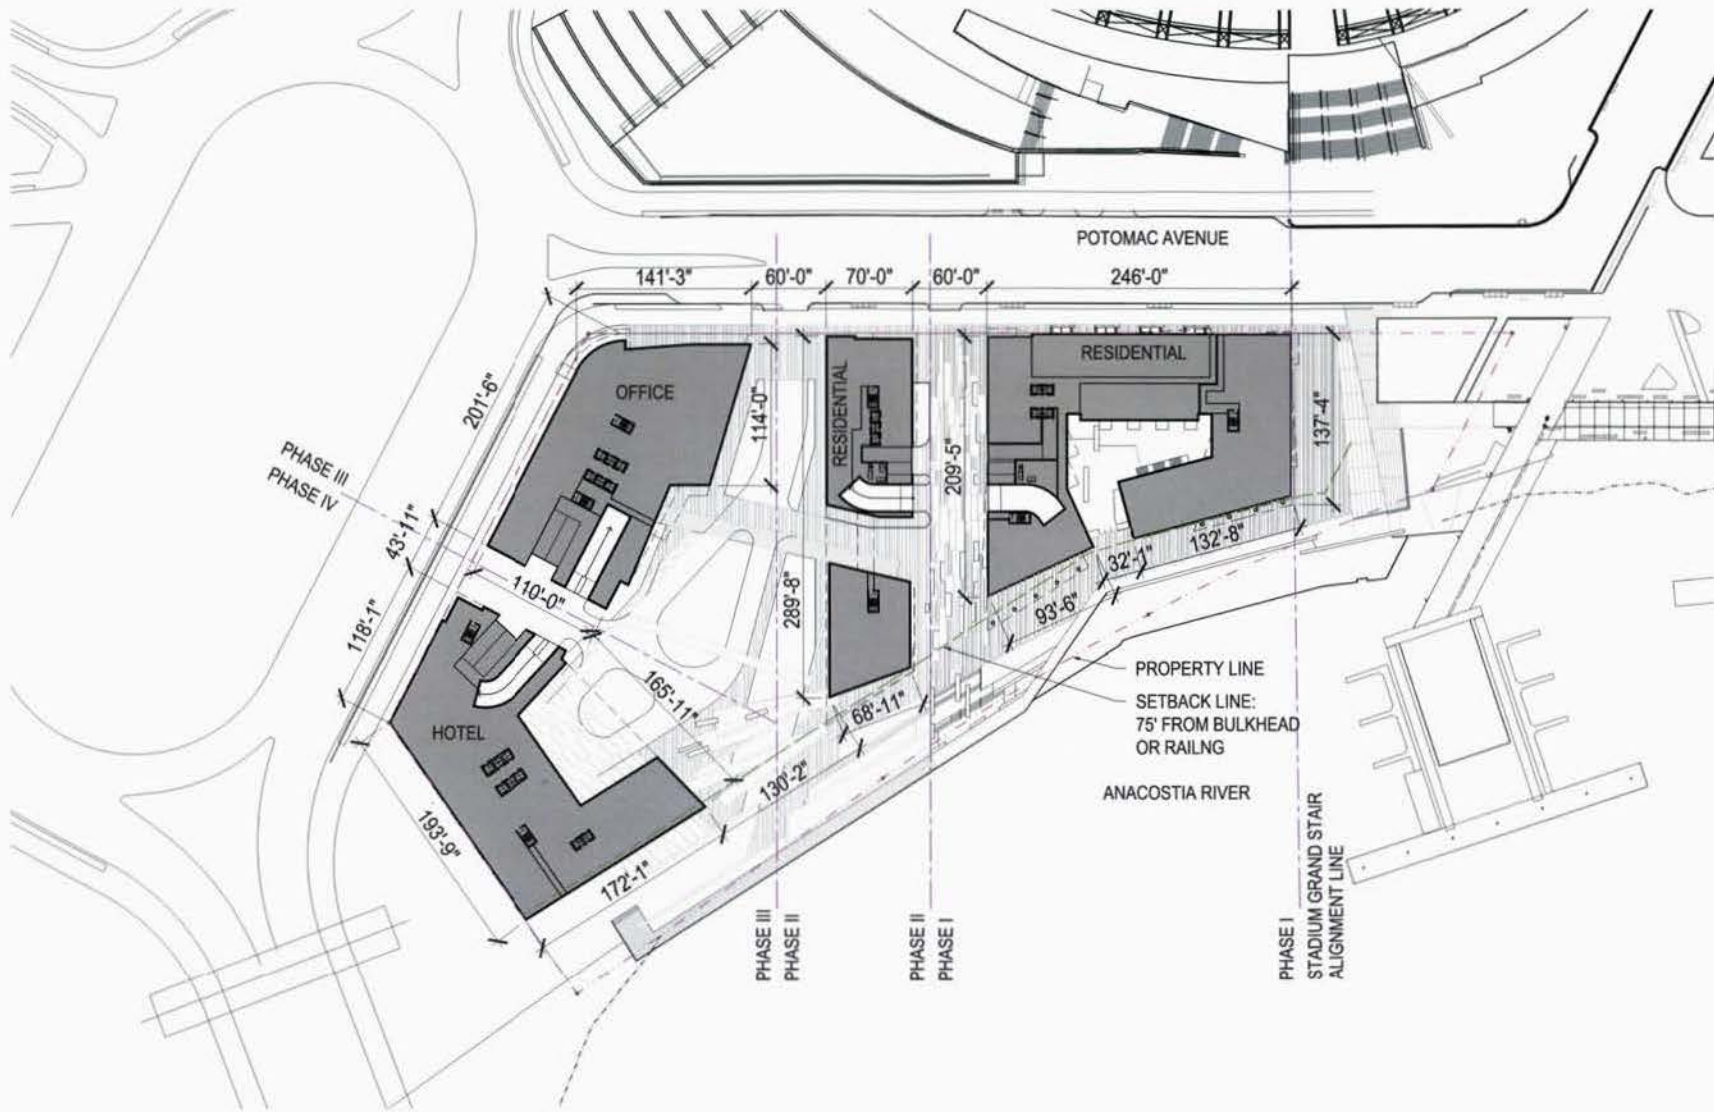 POTOMAC AVENUE
141'-3"
60'-0"
70'-0"
60'-0"
246'-0"
RESIDENTIAL
OFFICE
RESIDENTIAL
201'-6"
114'-0"
209'-5"
137'-4"
PHASE III
PHASE IV
43'-11"
110'-0"
289'-8"
32'-1"
132'-8"
93'-6"
118'-1"
165'-11"
68'-11"
PROPERTY LINE
SETBACK LINE:
75' FROM BULKHEAD
OR RAILNG
HOTEL
130'-2"
ANACOSTIA RIVER
193'-9"
172'-1"
PHASE III
PHASE II
PHASE II
PHASE I
PHASE I
STADIUM GRAND STAIR
ALIGNMENT LINE